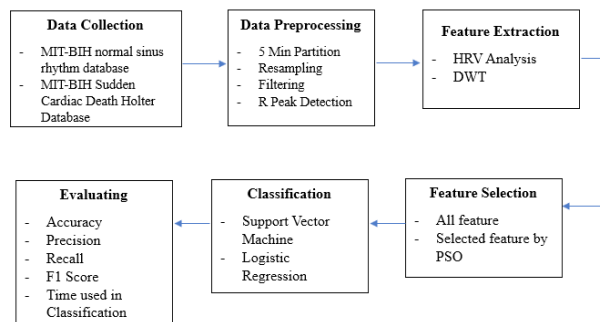 Data Collection
- MIT-BIH normal sinus
rhythm database
- MIT-BIH Sudden
Cardiac Death Holter
Database
Data Preprocessing
- 5 Min Partition
- Resampling
- Filtering
- R Peak Detection
Feature Extraction
- HRV Analysis
- DWT
Feature Selection
- All feature
- Selected feature by
PSO
Classification
- Support Vector
Machine
- Logistic
Regression
Evaluating
- Accuracy
- Precision
- Recall
- F1 Score
- Time used in
Classification